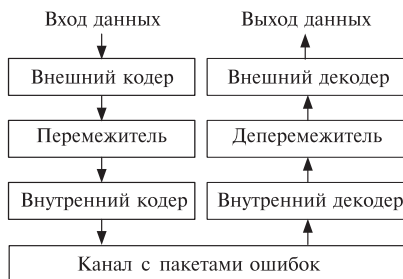 Вход данных
Выход данных
Внешний кодер
Внешний декодер
Перемежитель
Деперемежитель
Внутренний кодер
Внутренний декодер
Канал с пакетами ошибок